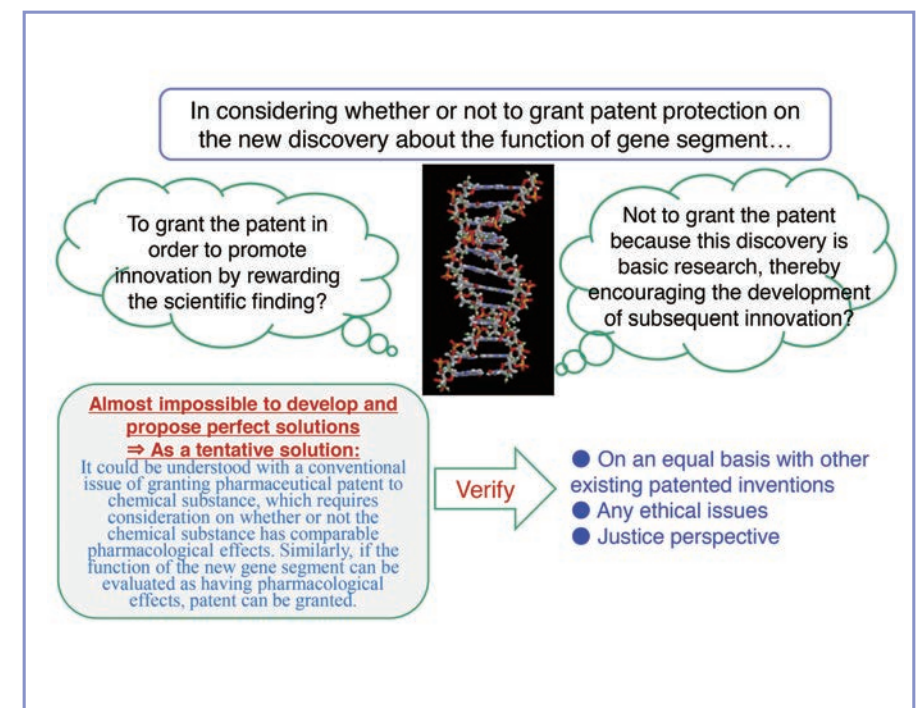 In considering whether or not to grant patent protection on
the new discovery about the function of gene segment…
To grant the patent in
order to promote
innovation by rewarding
the scientific finding?
Not to grant the patent
because this discovery is
basic research, thereby
encouraging the development
of subsequent innovation?
Almost impossible to develop and
propose perfect solutions
⇒ As a tentative solution:
It could be understood with a conventional
issue of granting pharmaceutical patent to
chemical substance, which requires
consideration on whether or not the
chemical substance has comparable
pharmacological effects. Similarly, if the
function of the new gene segment can be
evaluated as having pharmacological
effects, patent can be granted.
Verify
● On an equal basis with other
existing patented inventions
● Any ethical issues
● Justice perspective